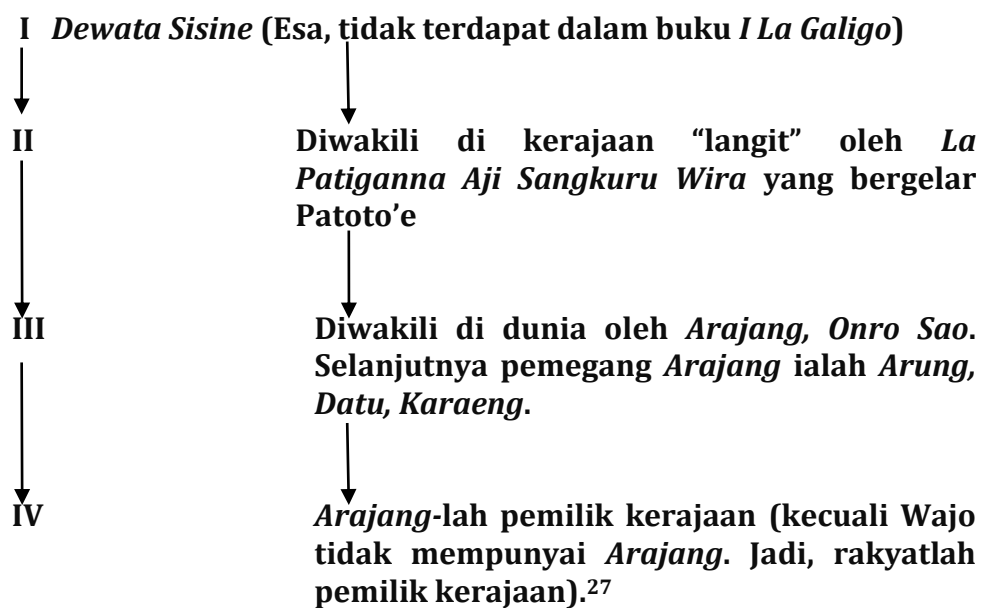 I Dewata Sisine (Esa, tidak terdapat dalam buku I La Galigo)
II Diwakili di kerajaan “langit” oleh La
Patiganna Aji Sangkuru Wira yang bergelar
Patoto’e
III Diwakili di dunia oleh Arajang, Onro Sao.
Selanjutnya pemegang Arajang ialah Arung,
Datu, Karaeng.
IV Arajang-lah pemilik kerajaan (kecuali Wajo
tidak mempunyai Arajang. Jadi, rakyatlah
pemilik kerajaan).27